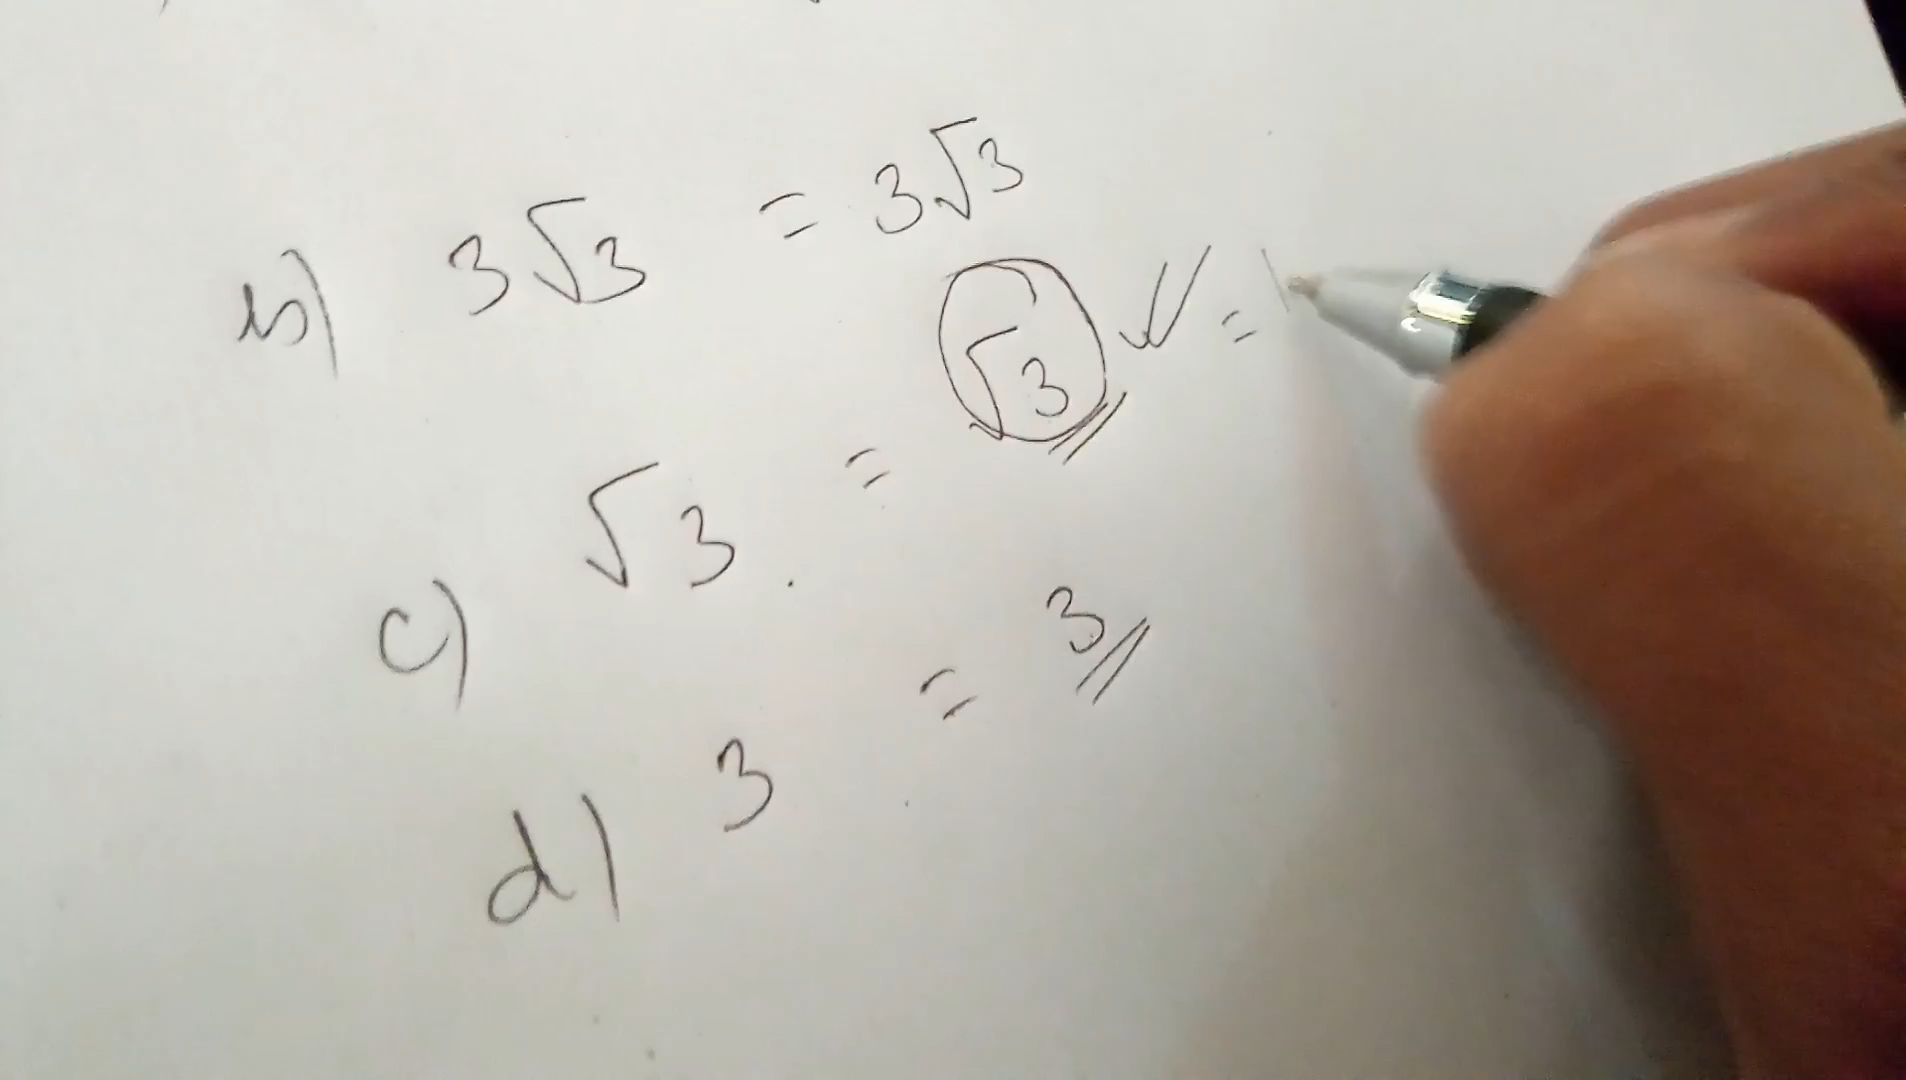 b) 3√3 = 3√3
c) √3 = √3 =
d) 3 = 3